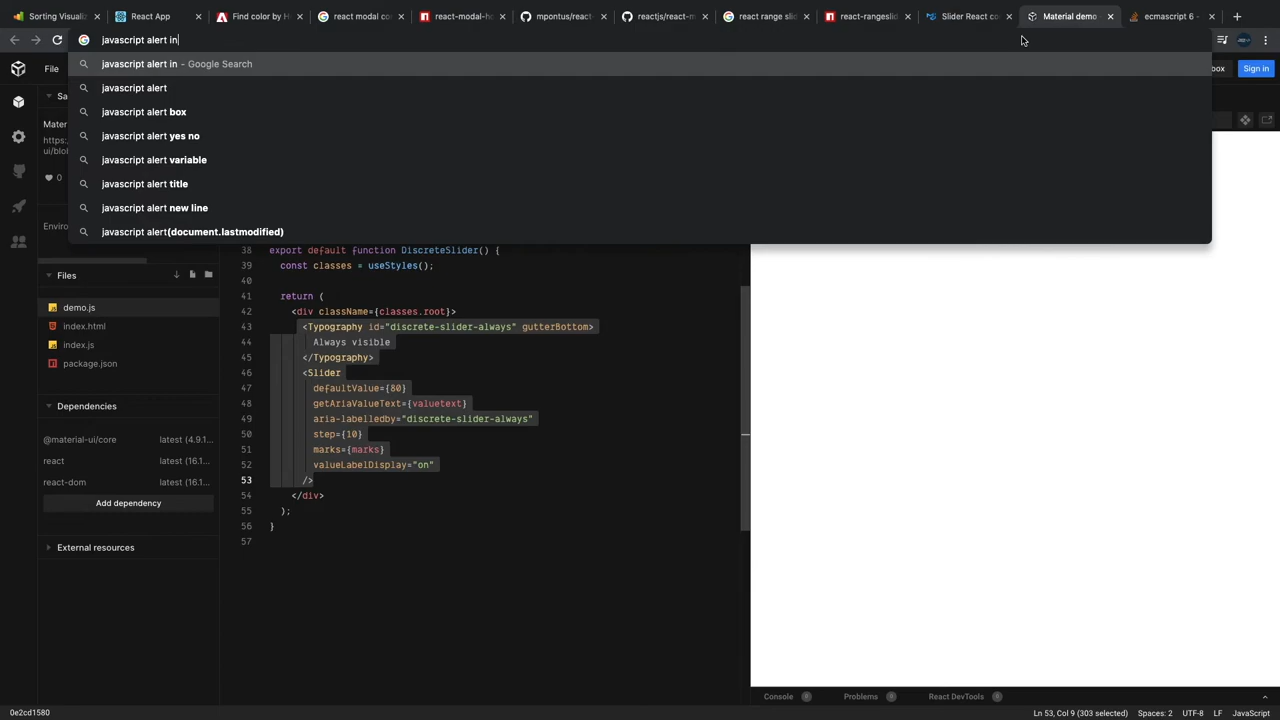 Sorting Visualiz
React App
Find color by He
react modal co
react-modal-ho
mpontus/react-
reactjs/react-m
react range slid
react-rangeslid
Slider React co
Material demo
ecmascript 6 -
javascript alert in
javascript alert in - Google Search
javascript alert
javascript alert box
javascript alert yes no
javascript alert variable
javascript alert title
javascript alert new line
javascript alert(document.lastmodified)
File
box
Sign in
Sa
Mater
https:
ui/blol
0
Enviro
Files
demo.js
index.html
index.js
package.json
Dependencies
@material-ui/core latest (4.9.1...
react latest (16.1...
react-dom latest (16.1...
Add dependency
External resources
38 export default function DiscreteSlider() {
39 const classes = useStyles();
40
41 return (
42 <div className={classes.root}>
43 <Typography id="discrete-slider-always" gutterBottom>
44 Always visible
45 </Typography>
46 <Slider
47 defaultValue={80}
48 getAriaValueText={valuetext}
49 aria-labelledby="discrete-slider-always"
50 step={10}
51 marks={marks}
52 valueLabelDisplay="on"
53 />
54 </div>
55 );
56 }
57
Console 0
Problems 0
React DevTools 0
0e2cd1580
Ln 53, Col 9 (303 selected)
Spaces: 2
UTF-8
LF
JavaScript